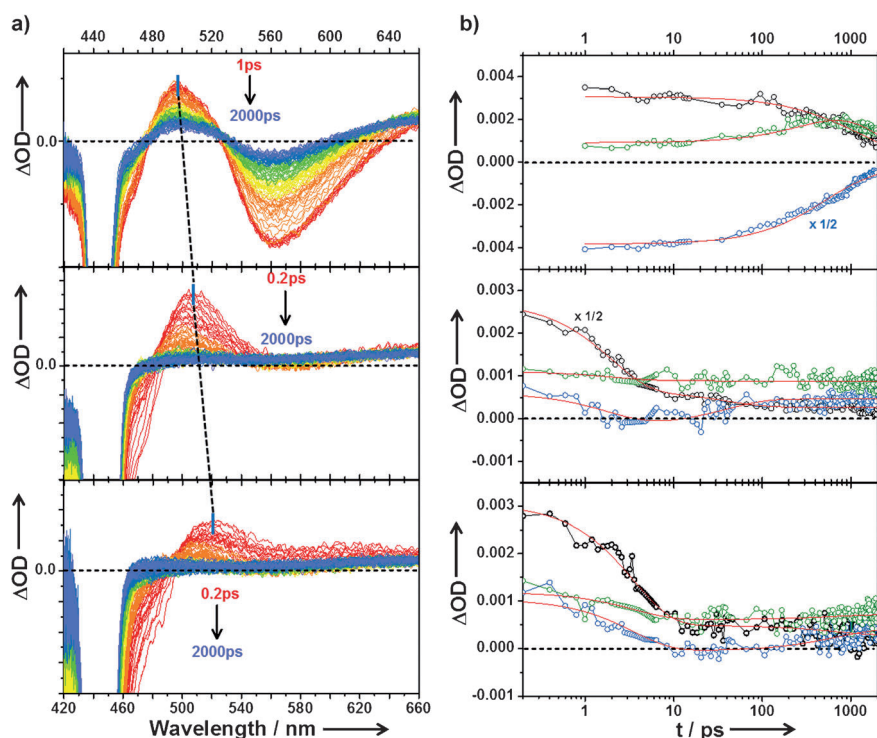 a)
440 480 520 560 600 640
ΔOD
0.0
1ps
2000ps
ΔOD
0.0
0.2ps
2000ps
ΔOD
0.0
0.2ps
2000ps
420 460 500 540 580 620 660
Wavelength / nm
b)
1 10 100 1000
ΔOD
0.004
0.002
0.000
-0.002
-0.004
x 1/2
ΔOD
0.003
0.002
0.001
0.000
-0.001
x 1/2
ΔOD
0.003
0.002
0.001
0.000
-0.001
1 10 100 1000
t / ps